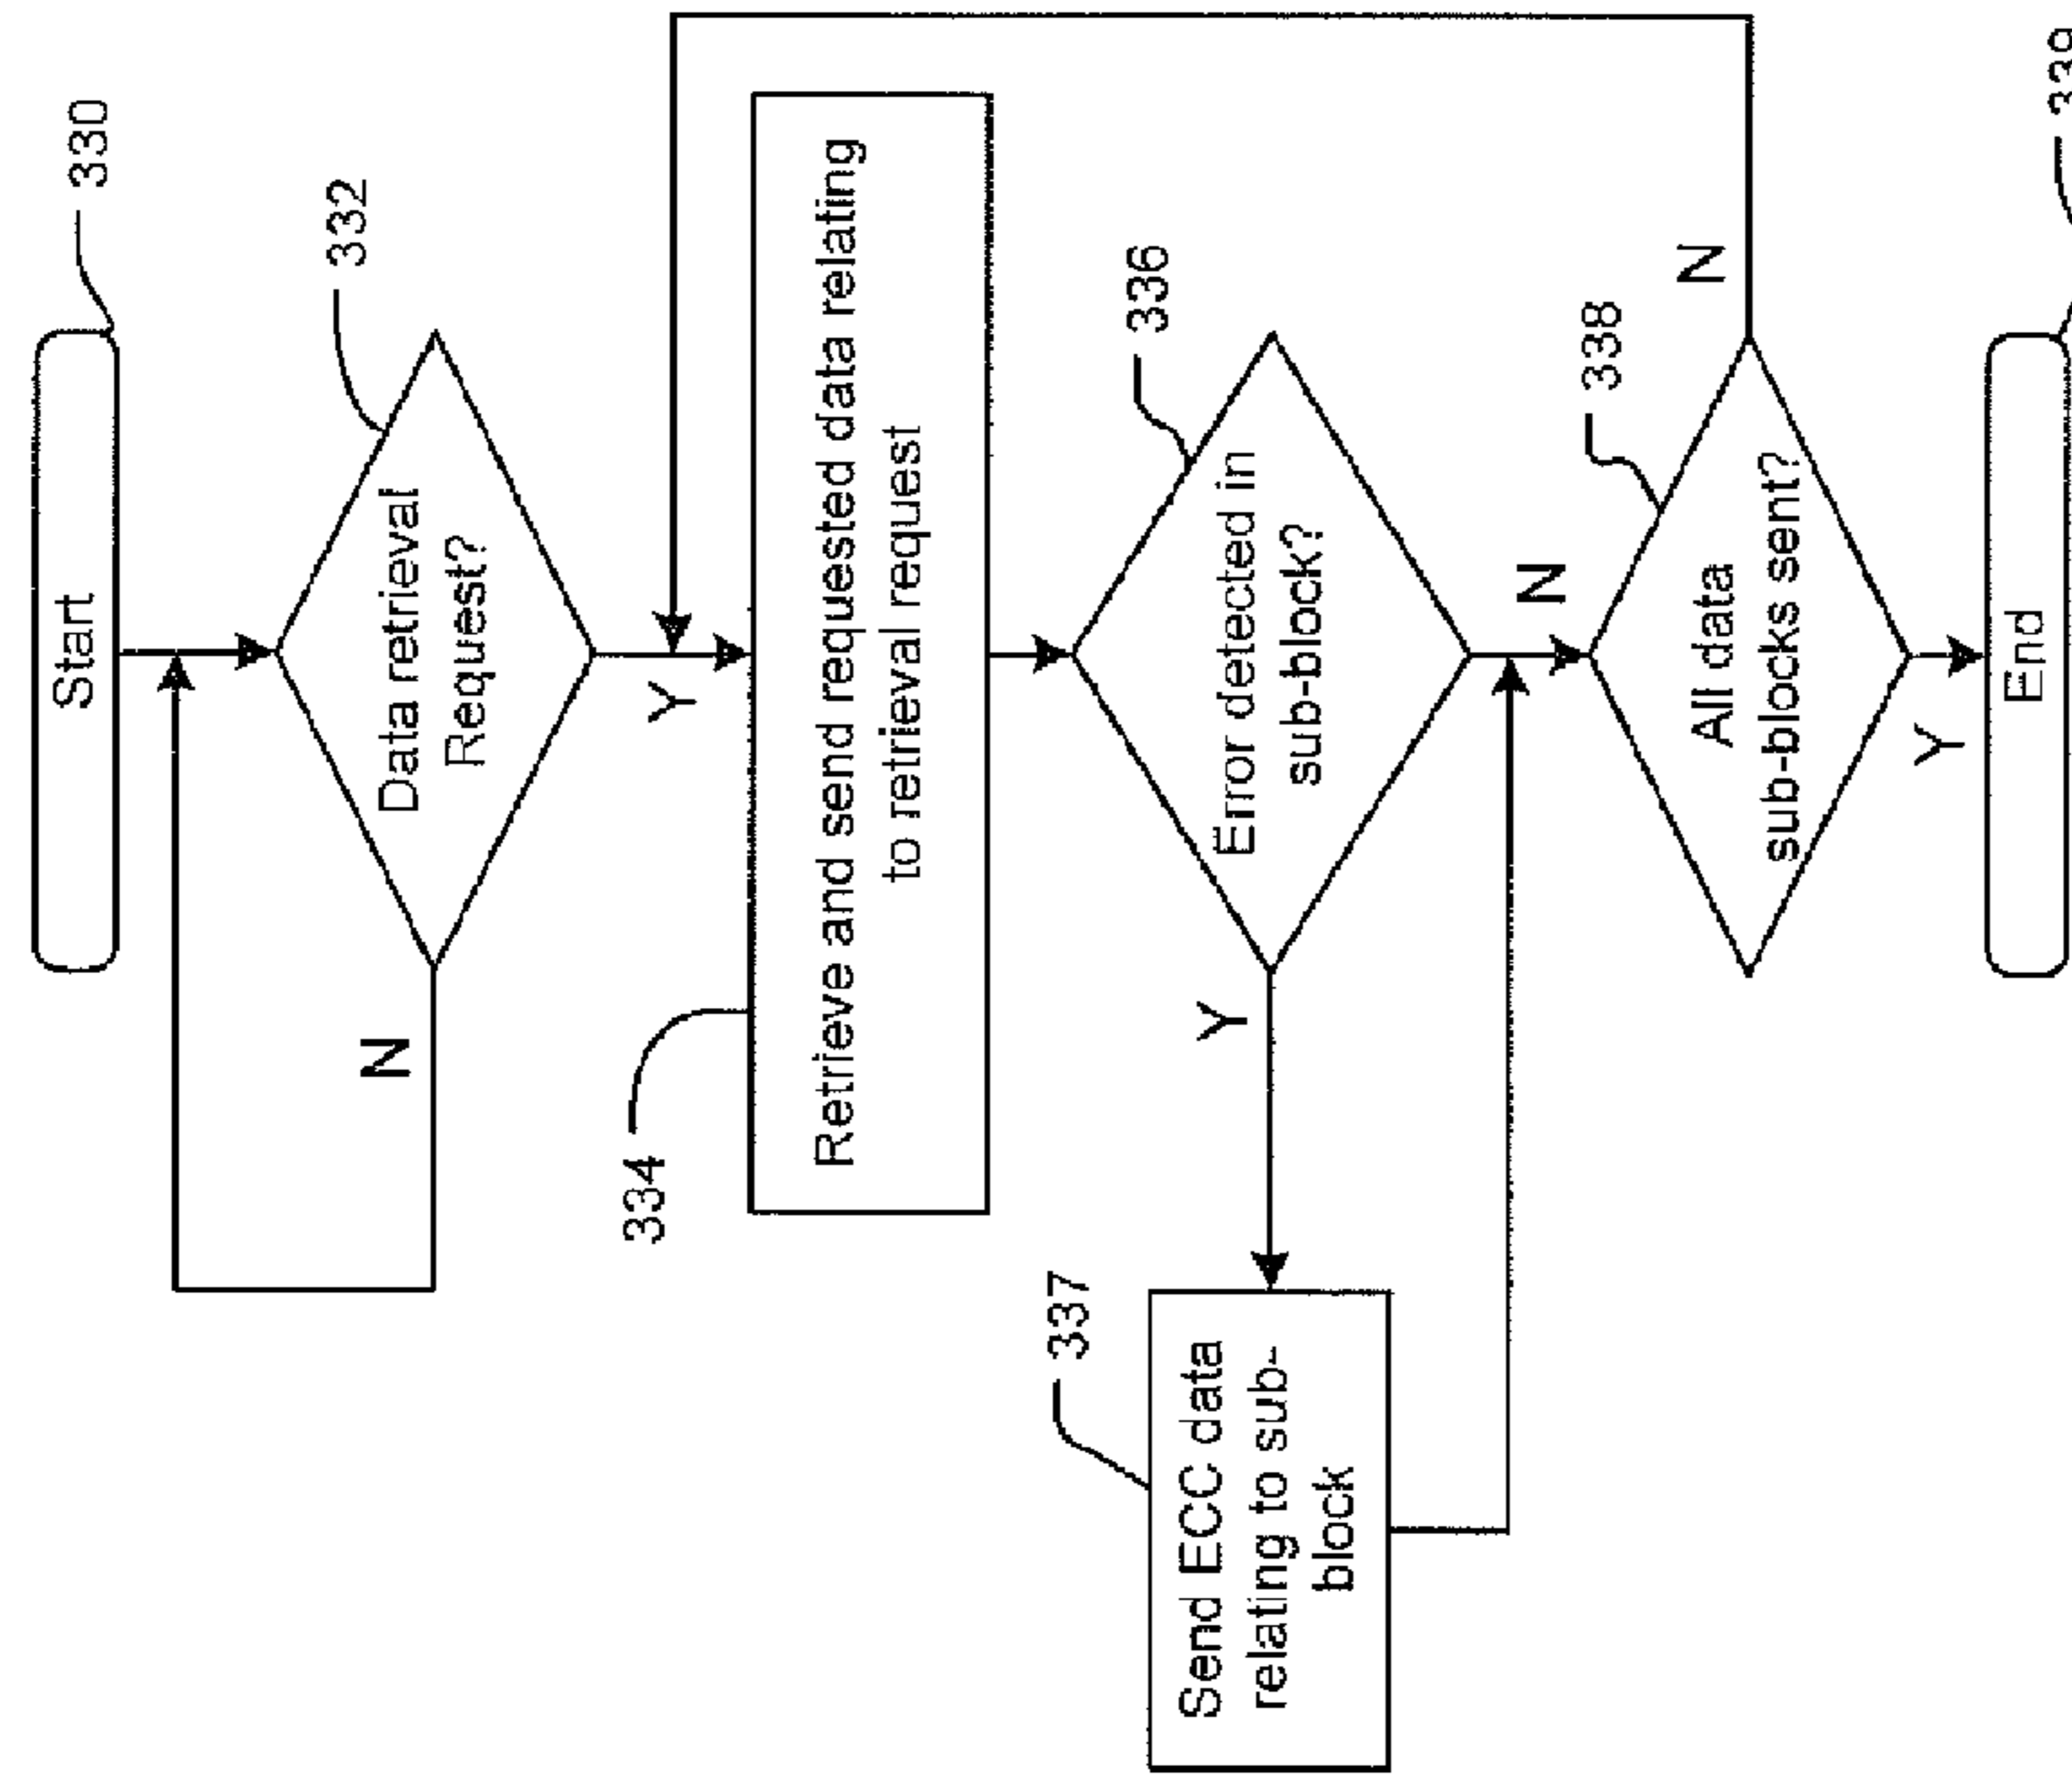 Start
330
Data retrieval
Request?
332
N
Y
Retrieve and send requested data relating
to retrieval request
334
Error detected in
sub-block?
336
Y
N
Send ECC data
relating to sub-
block
337
All data
sub-blocks sent?
338
N
Y
End
339